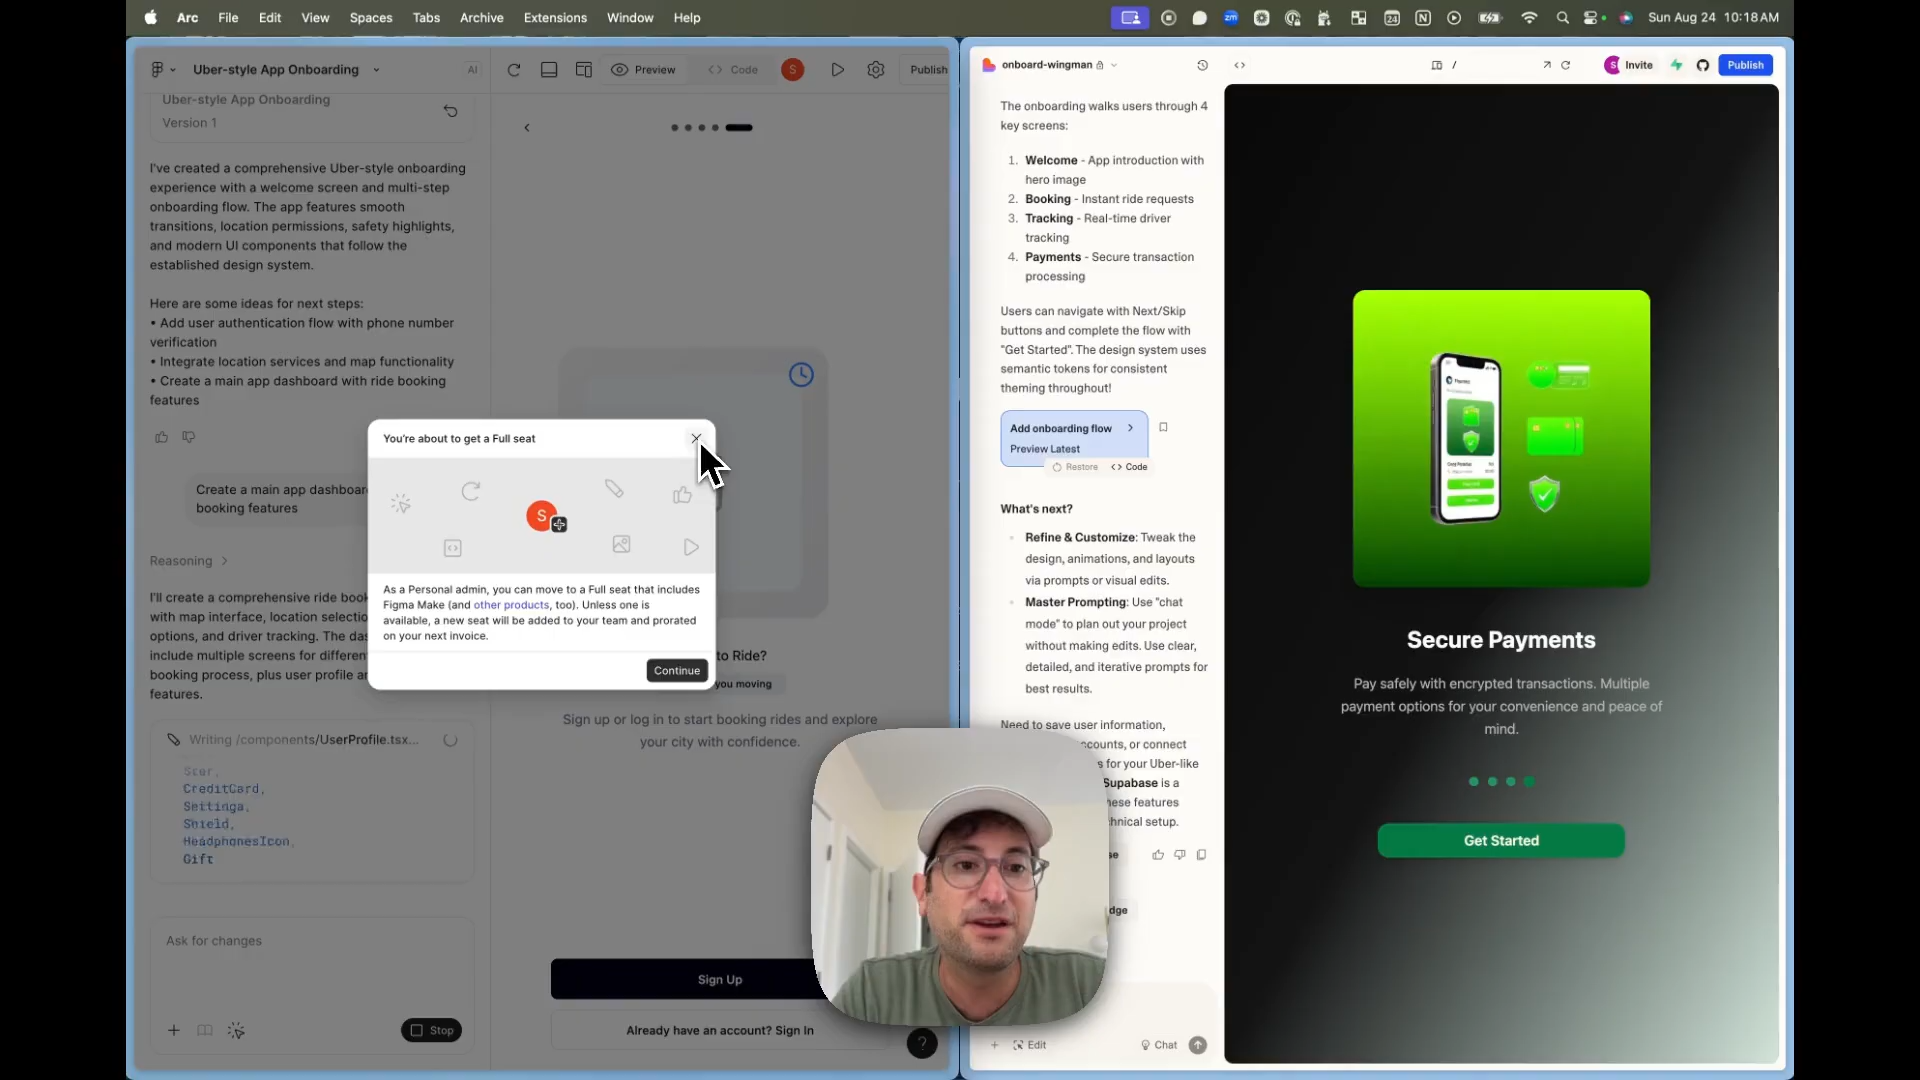 Arc File Edit View Spaces Tabs Archive Extensions Window Help
zm 24 Sun Aug 24 10:18 AM
Uber-style App Onboarding AI
Preview Code S Publish
Uber-style App Onboarding
Version 1
I've created a comprehensive Uber-style onboarding
experience with a welcome screen and multi-step
onboarding flow. The app features smooth
transitions, location permissions, safety highlights,
and modern UI components that follow the
established design system.
Here are some ideas for next steps:
• Add user authentication flow with phone number
verification
• Integrate location services and map functionality
• Create a main app dashboard with ride booking
features
Create a main app dashboar
booking features
Reasoning
I'll create a comprehensive ride boo
with map interface, location selectio
options, and driver tracking. The das
include multiple screens for differen
booking process, plus user profile an
features.
Writing /components/UserProfile.tsx...
Star,
CreditCard,
Settings,
Shield,
HeadphonesIcon,
Gift
Ask for changes
Stop
You're about to get a Full seat
S
As a Personal admin, you can move to a Full seat that includes
Figma Make (and other products, too). Unless one is
available, a new seat will be added to your team and prorated
on your next invoice.
Continue
to Ride?
you moving
Sign up or log in to start booking rides and explore
your city with confidence.
Sign Up
Already have an account? Sign In
?
onboard-wingman
/ S Invite Publish
The onboarding walks users through 4
key screens:
1. Welcome - App introduction with
hero image
2. Booking - Instant ride requests
3. Tracking - Real-time driver
tracking
4. Payments - Secure transaction
processing
Users can navigate with Next/Skip
buttons and complete the flow with
"Get Started". The design system uses
semantic tokens for consistent
theming throughout!
Add onboarding flow
Preview Latest
Restore Code
What's next?
Refine & Customize: Tweak the
design, animations, and layouts
via prompts or visual edits.
Master Prompting: Use "chat
mode" to plan out your project
without making edits. Use clear,
detailed, and iterative prompts for
best results.
Need to save user information,
ccounts, or connect
s for your Uber-like
Supabase is a
hese features
hnical setup.
se
dge
Edit Chat
Secure Payments
Pay safely with encrypted transactions. Multiple
payment options for your convenience and peace of
mind.
Get Started